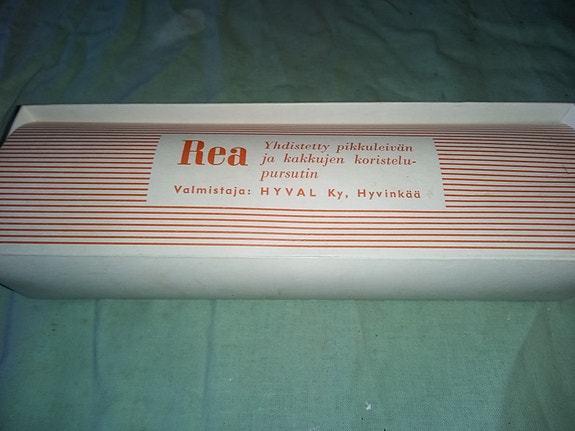 Rea
Yhdistetty pikkuleivän
ja kakkujen koristelu-
pursutin
Valmistaja: HYVAL Ky, Hyvinkää